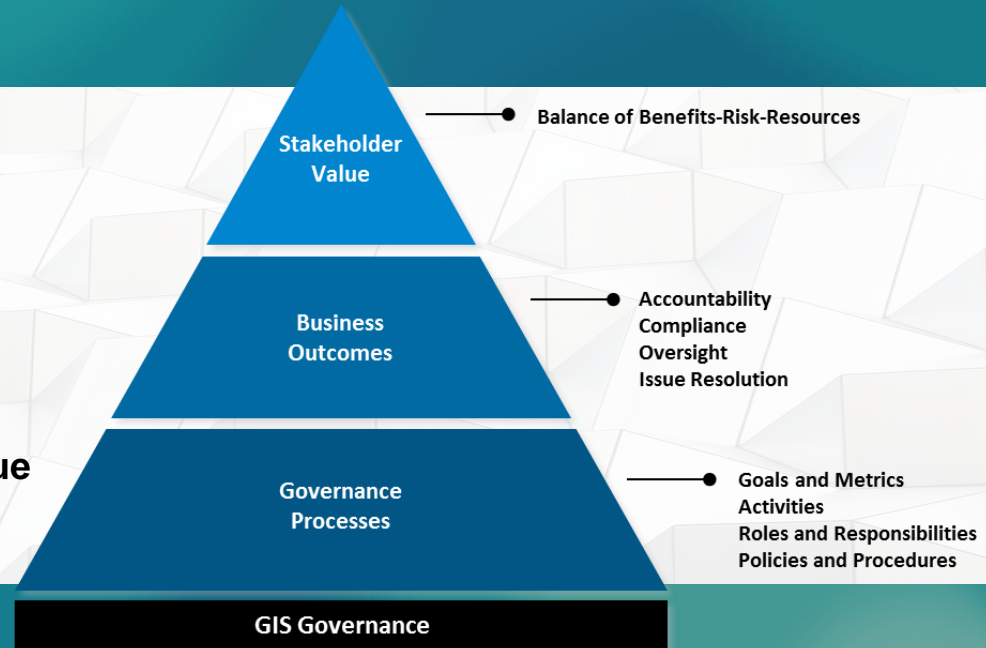 Stakeholder
Value
Balance of Benefits-Risk-Resources
Business
Outcomes
Accountability
Compliance
Oversight
Issue Resolution
Governance
Processes
Goals and Metrics
Activities
Roles and Responsibilities
Policies and Procedures
GIS Governance